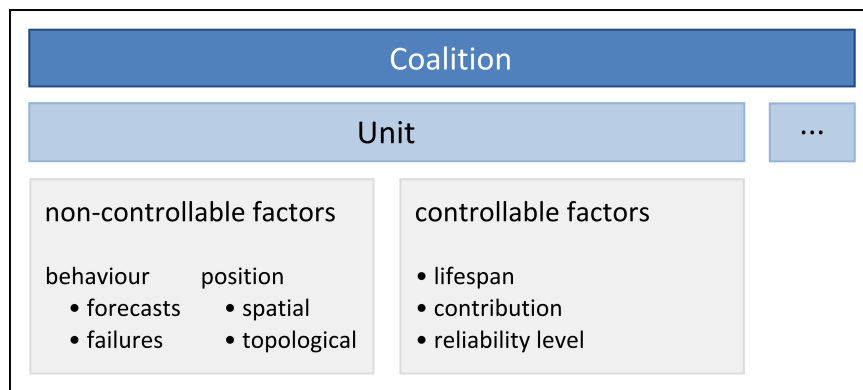 Coalition
Unit
...
non-controllable factors
behaviour
• forecasts
• failures
position
• spatial
• topological
controllable factors
• lifespan
• contribution
• reliability level